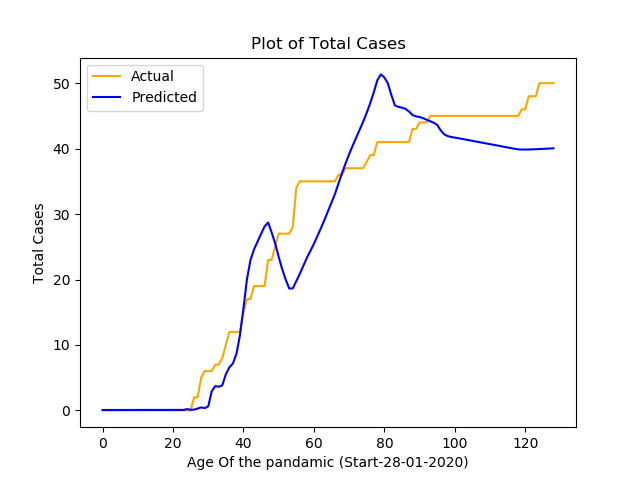 Plot of Total Cases
Actual
Predicted
50
40
30
20
10
0
Total Cases
0 20 40 60 80 100 120
Age Of the pandamic (Start-28-01-2020)